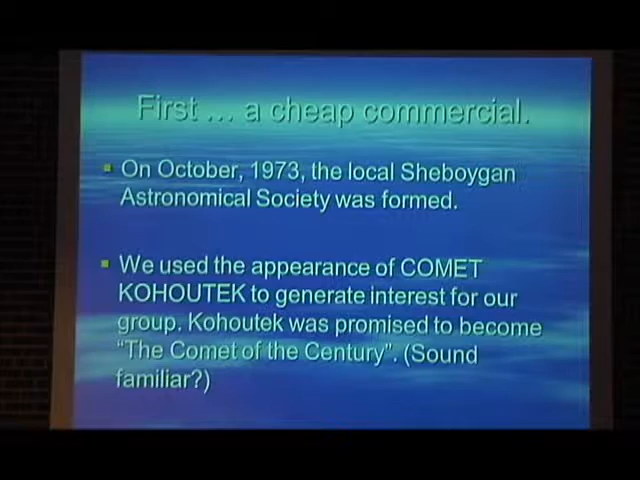 First ... a cheap commercial.
On October, 1973, the local Sheboygan
Astronomical Society was formed.
We used the appearance of COMET
KOHOUTEK to generate interest for our
group. Kohoutek was promised to become
“The Comet of the Century”. (Sound
familiar?)